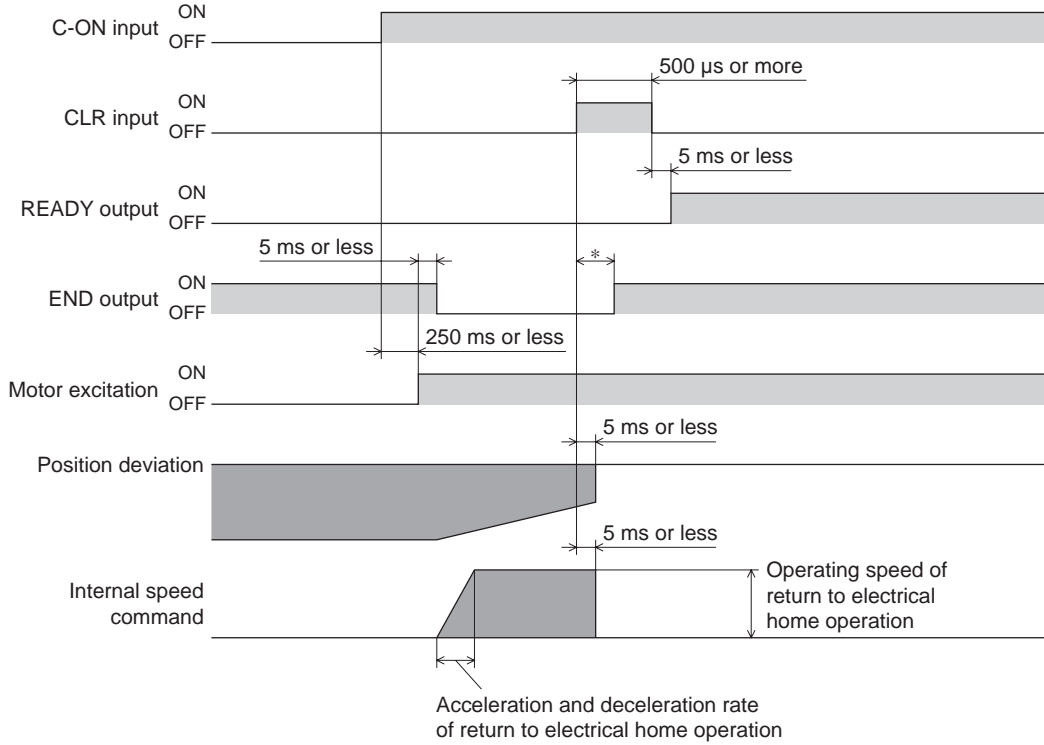 C-ON input
ON
OFF
500 µs or more
CLR input
ON
OFF
5 ms or less
READY output
ON
OFF
5 ms or less
*
END output
ON
OFF
250 ms or less
Motor excitation
ON
OFF
5 ms or less
Position deviation
5 ms or less
Internal speed
command
Operating speed of
return to electrical
home operation
Acceleration and deceleration rate
of return to electrical home operation